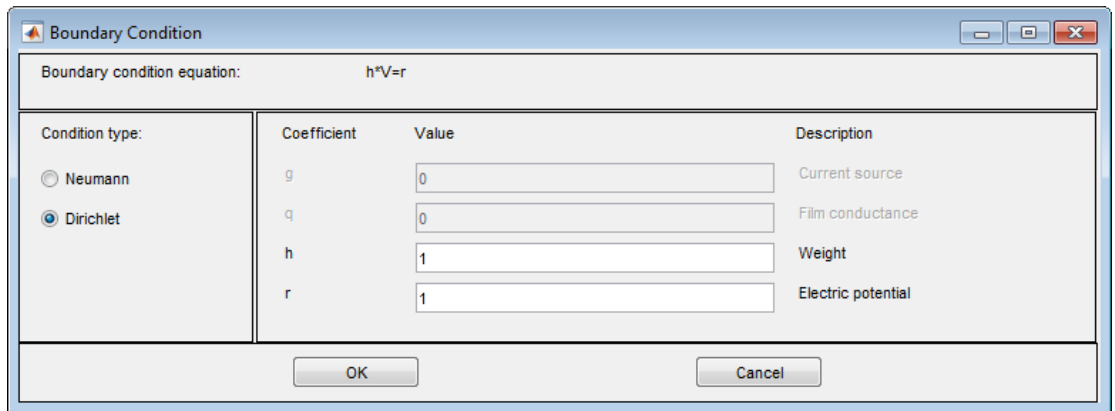 Boundary Condition
Boundary condition equation: h*V=r
Condition type:
Neumann
Dirichlet
Coefficient Value Description
g 0 Current source
q 0 Film conductance
h 1 Weight
r 1 Electric potential
OK Cancel